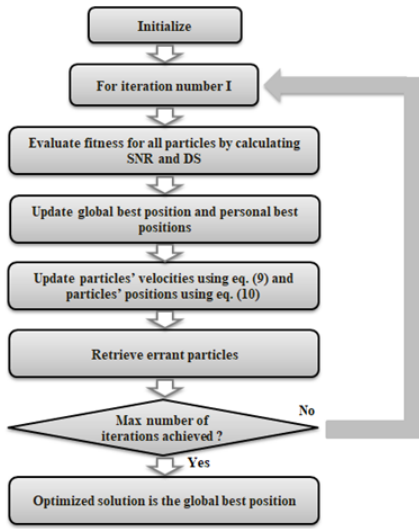 Initialize
For iteration number I
Evaluate fitness for all particles by calculating
SNR and DS
Update global best position and personal best
positions
Update particles' velocities using eq. (9) and
particles' positions using eq. (10)
Retrieve errant particles
Max number of
iterations achieved ?
No
Yes
Optimized solution is the global best position